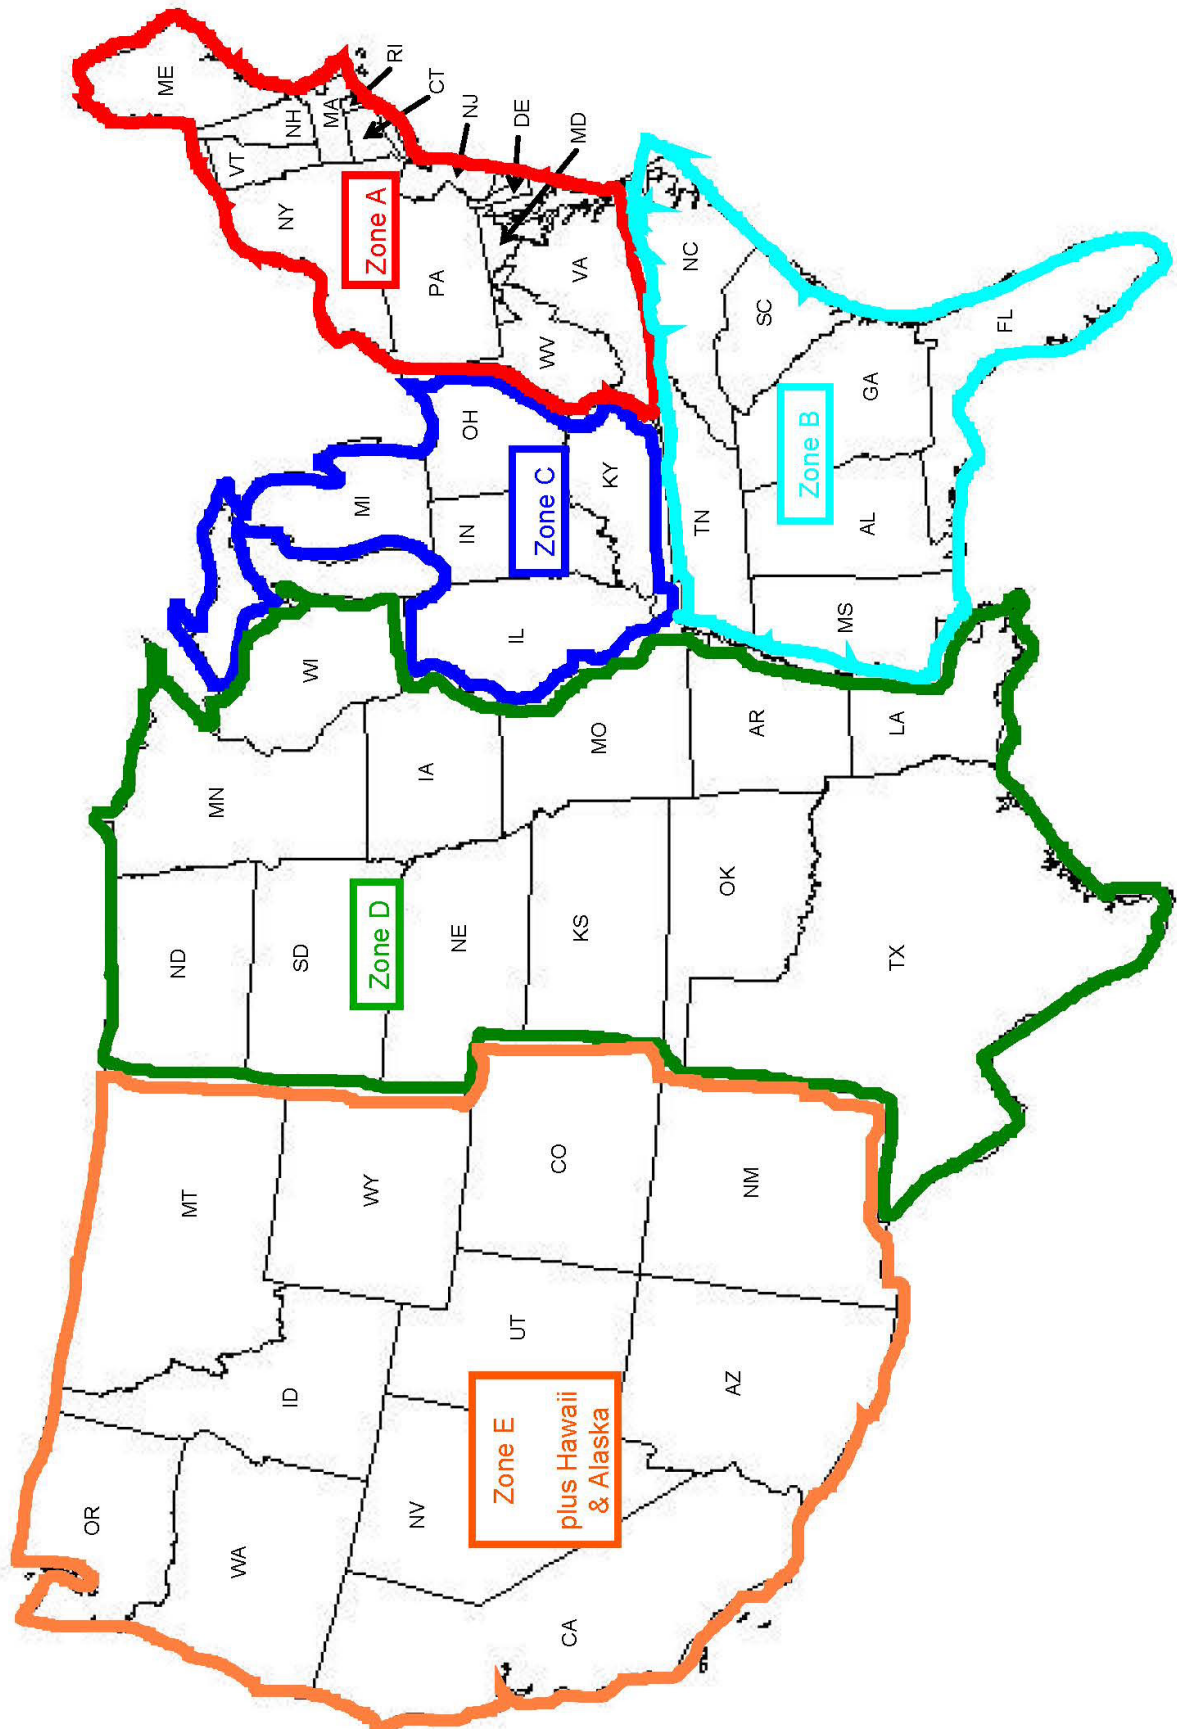 OR
WA
ID
MT
WY
NV
UT
CO
CA
AZ
NM
Zone E
plus Hawaii
& Alaska
ND
SD
NE
KS
OK
TX
MN
IA
MO
AR
LA
WI
Zone D
MI
IL
IN
OH
KY
Zone C
TN
MS
AL
GA
FL
SC
NC
Zone B
ME
VT
NH
MA
RI
CT
NY
NJ
PA
DE
MD
WV
VA
Zone A